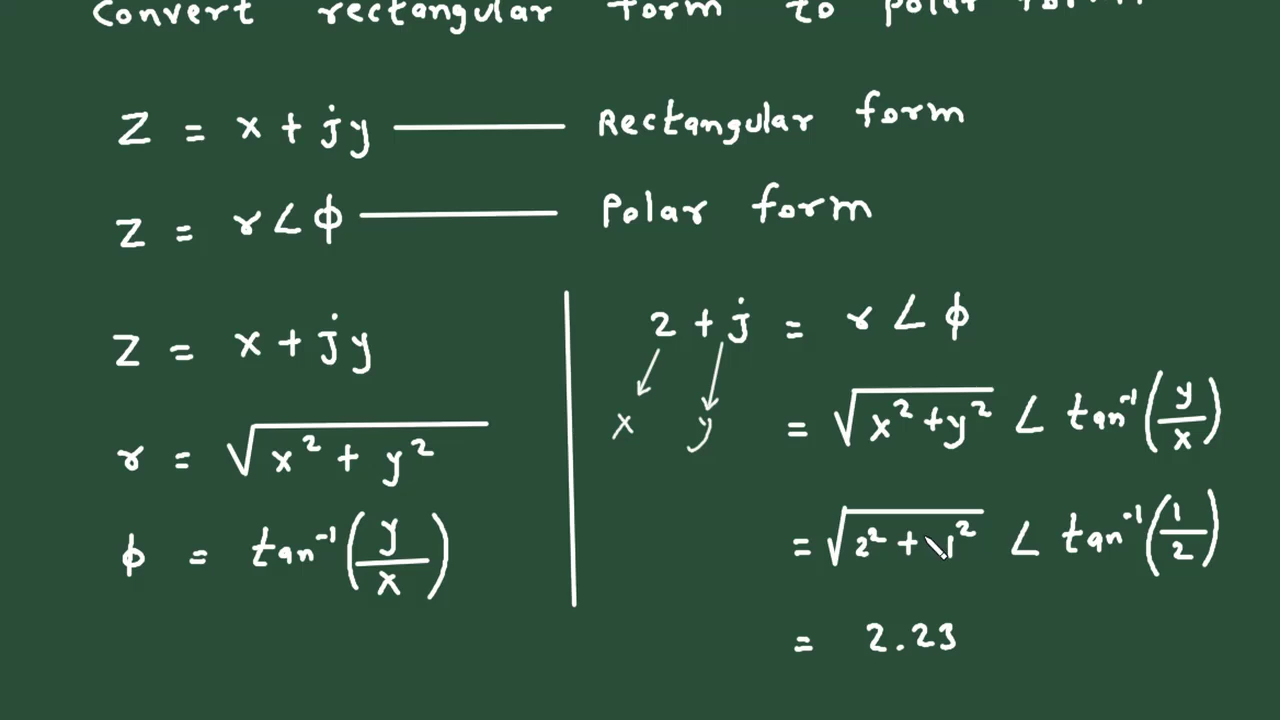 Convert rectangular form to polar form
Z = x + jy ——— Rectangular form
Z = r∠ϕ ——— Polar form
Z = x + jy
r = √(x² + y²)
ϕ = tan⁻¹(y/x)
2 + j = r∠ϕ
x y
= √(x² + y²) ∠ tan⁻¹(y/x)
= √(2² + 1²) ∠ tan⁻¹(1/2)
= 2.23